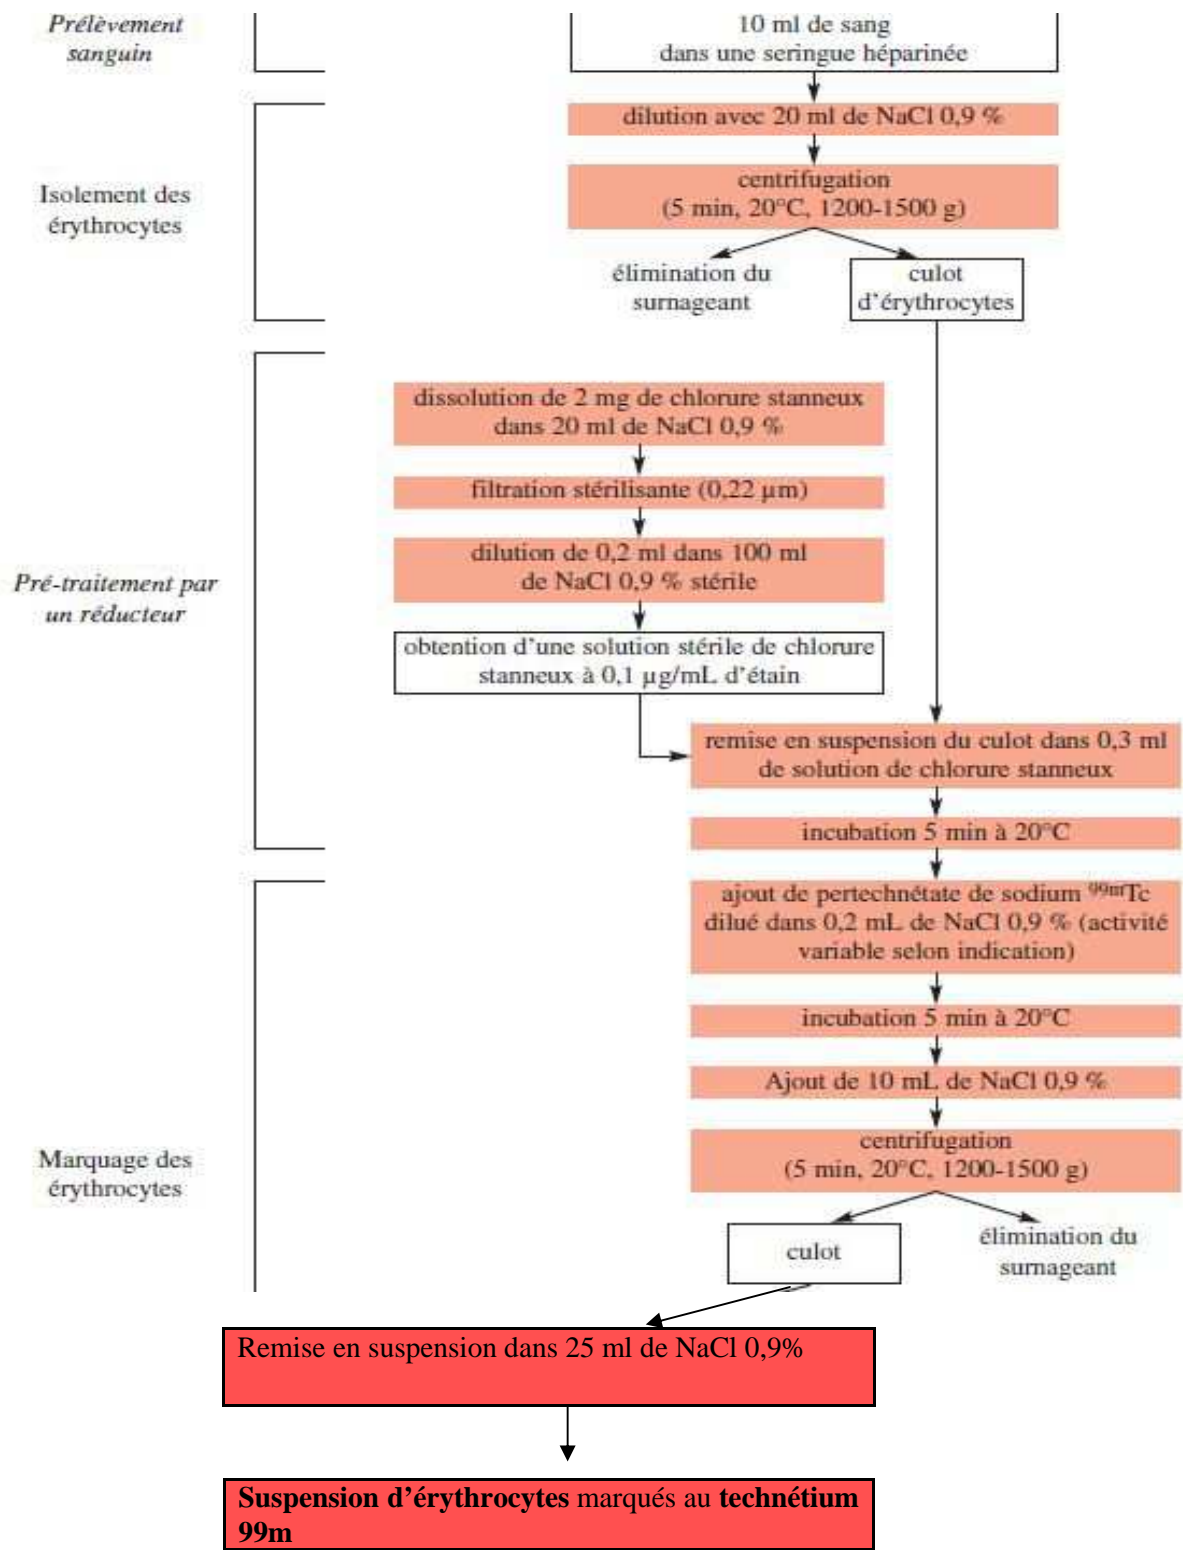 Prélèvement
sanguin
10 ml de sang
dans une seringue héparinée
dilution avec 20 ml de NaCl 0,9 %
centrifugation
(5 min, 20°C, 1200-1500 g)
Isolement des
érythrocytes
élimination du
surnageant
culot
d'érythrocytes
dissolution de 2 mg de chlorure stanneux
dans 20 ml de NaCl 0,9 %
filtration stérilisante (0,22 µm)
dilution de 0,2 ml dans 100 ml
de NaCl 0,9 % stérile
Pré-traitement par
un réducteur
obtention d'une solution stérile de chlorure
stanneux à 0,1 µg/mL d'étain
remise en suspension du culot dans 0,3 ml
de solution de chlorure stanneux
incubation 5 min à 20°C
ajout de pertechnétate de sodium ⁹⁹ᵐTc
dilué dans 0,2 mL de NaCl 0,9 % (activité
variable selon indication)
incubation 5 min à 20°C
Ajout de 10 mL de NaCl 0,9 %
centrifugation
(5 min, 20°C, 1200-1500 g)
Marquage des
érythrocytes
culot
élimination du
surnageant
Remise en suspension dans 25 ml de NaCl 0,9%
Suspension d'érythrocytes marqués au technétium
99m